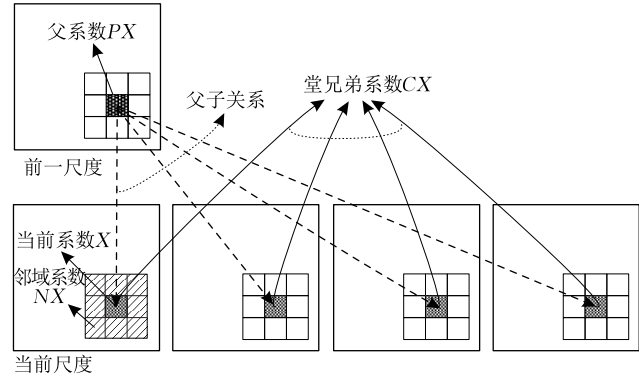 父系数PX
父子关系
堂兄弟系数CX
前一尺度
当前系数X
邻域系数
NX
当前尺度